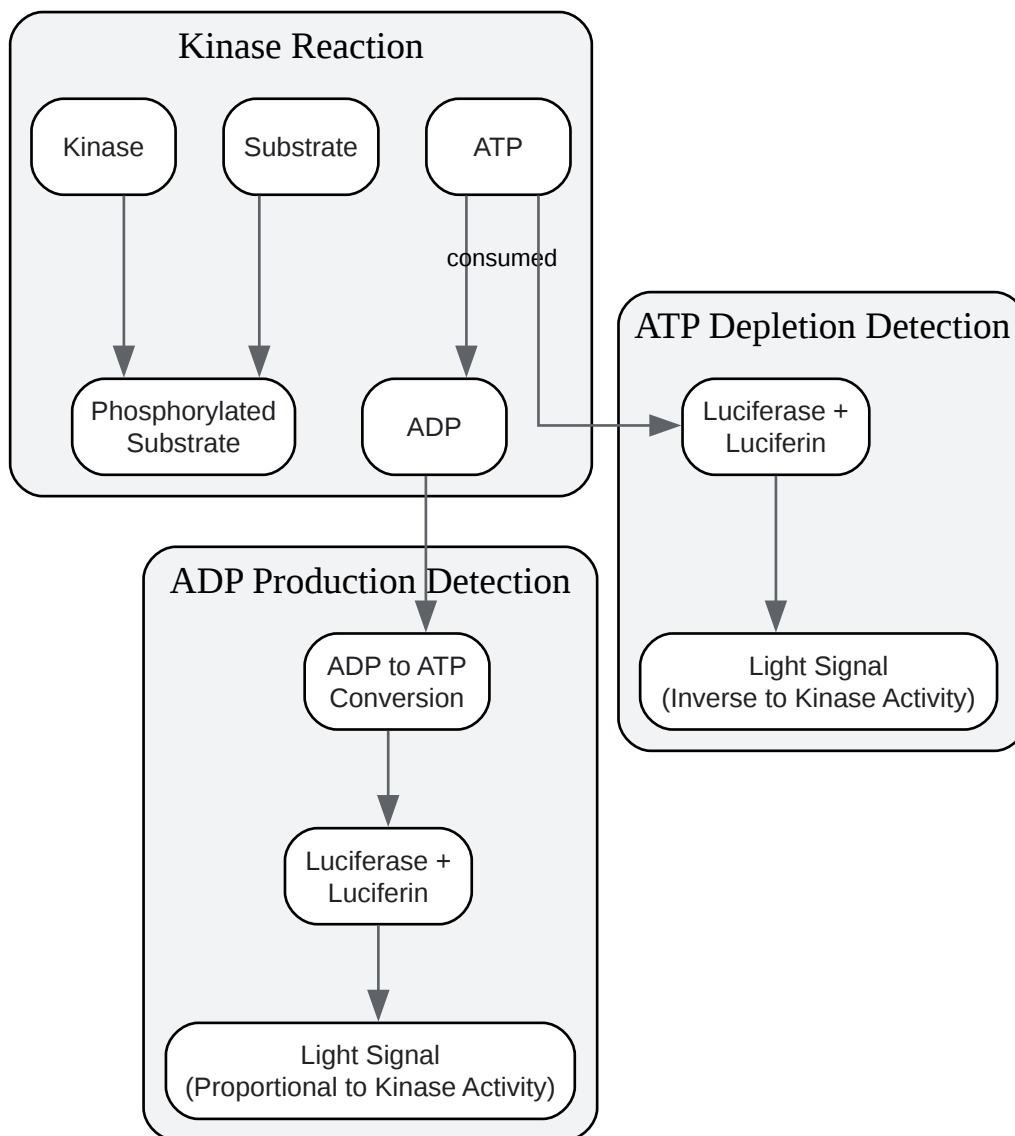 Kinase Reaction
Kinase
Substrate
ATP
consumed
Phosphorylated
Substrate
ADP
ATP Depletion Detection
Luciferase +
Luciferin
Light Signal
(Inverse to Kinase Activity)
ADP Production Detection
ADP to ATP
Conversion
Luciferase +
Luciferin
Light Signal
(Proportional to Kinase Activity)